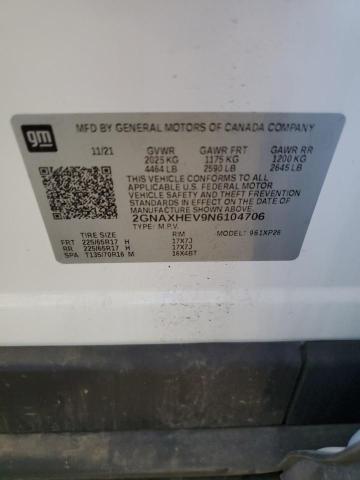 gm
MFD BY GENERAL MOTORS OF CANADA COMPANY
11/21 GVWR GAWR FRT GAWR RR
2025 KG 1175 KG 1200 KG
4464 LB 2590 LB 2645 LB
THIS VEHICLE CONFORMS TO ALL
APPLICABLE U.S. FEDERAL MOTOR
VEHICLE SAFETY AND THEFT PREVENTION
STANDARDS IN EFFECT ON THE DATE OF
MANUFACTURE SHOWN ABOVE.
2GNAXHEV9N6104706
TYPE: M.P.V. MODEL: 961XP26
TIRE SIZE RIM
FRT 225/65R17 H 17X7J
RR 225/65R17 H 17X7J
SPA T135/70R16 M 16X4BT